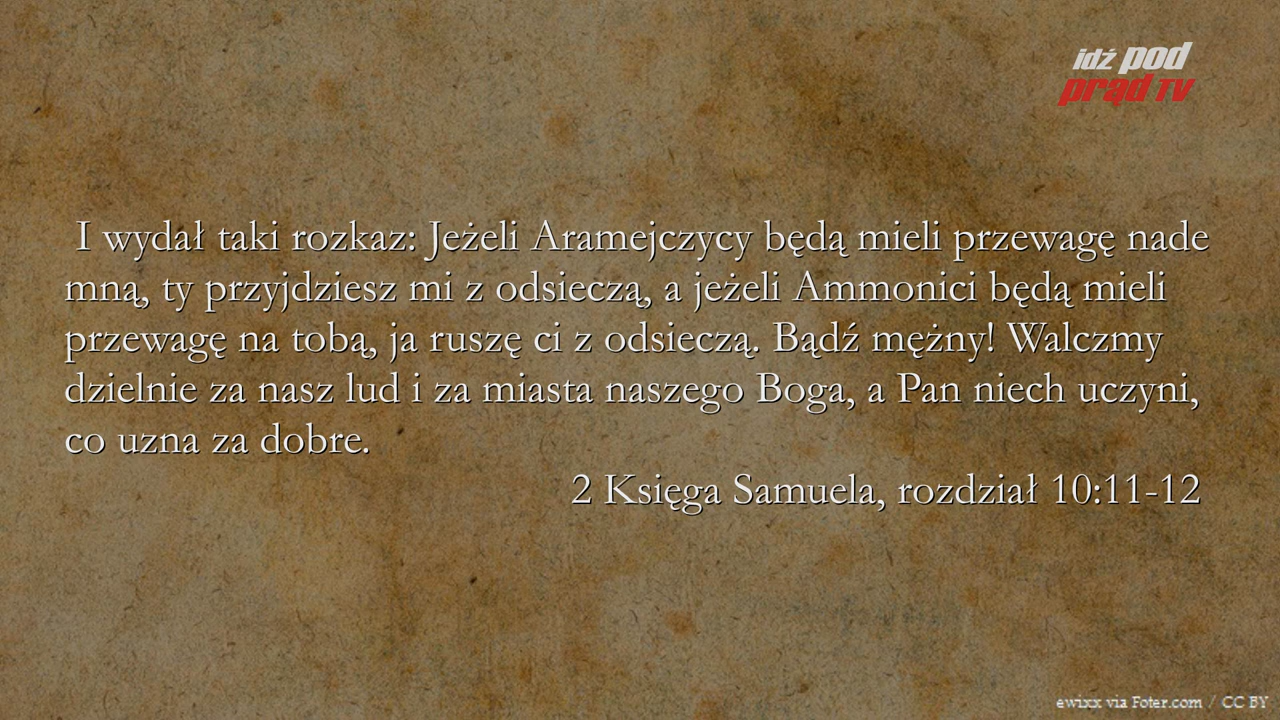 idź pod
prąd TV
I wydał taki rozkaz: Jeżeli Aramejczycy będą mieli przewagę nade
mną, ty przyjdziesz mi z odsieczą, a jeżeli Ammonici będą mieli
przewagę na tobą, ja ruszę ci z odsieczą. Bądź mężny! Walczmy
dzielnie za nasz lud i za miasta naszego Boga, a Pan niech uczyni,
co uzna za dobre.
2 Księga Samuela, rozdział 10:11-12
ewixx via Foter.com / CC BY